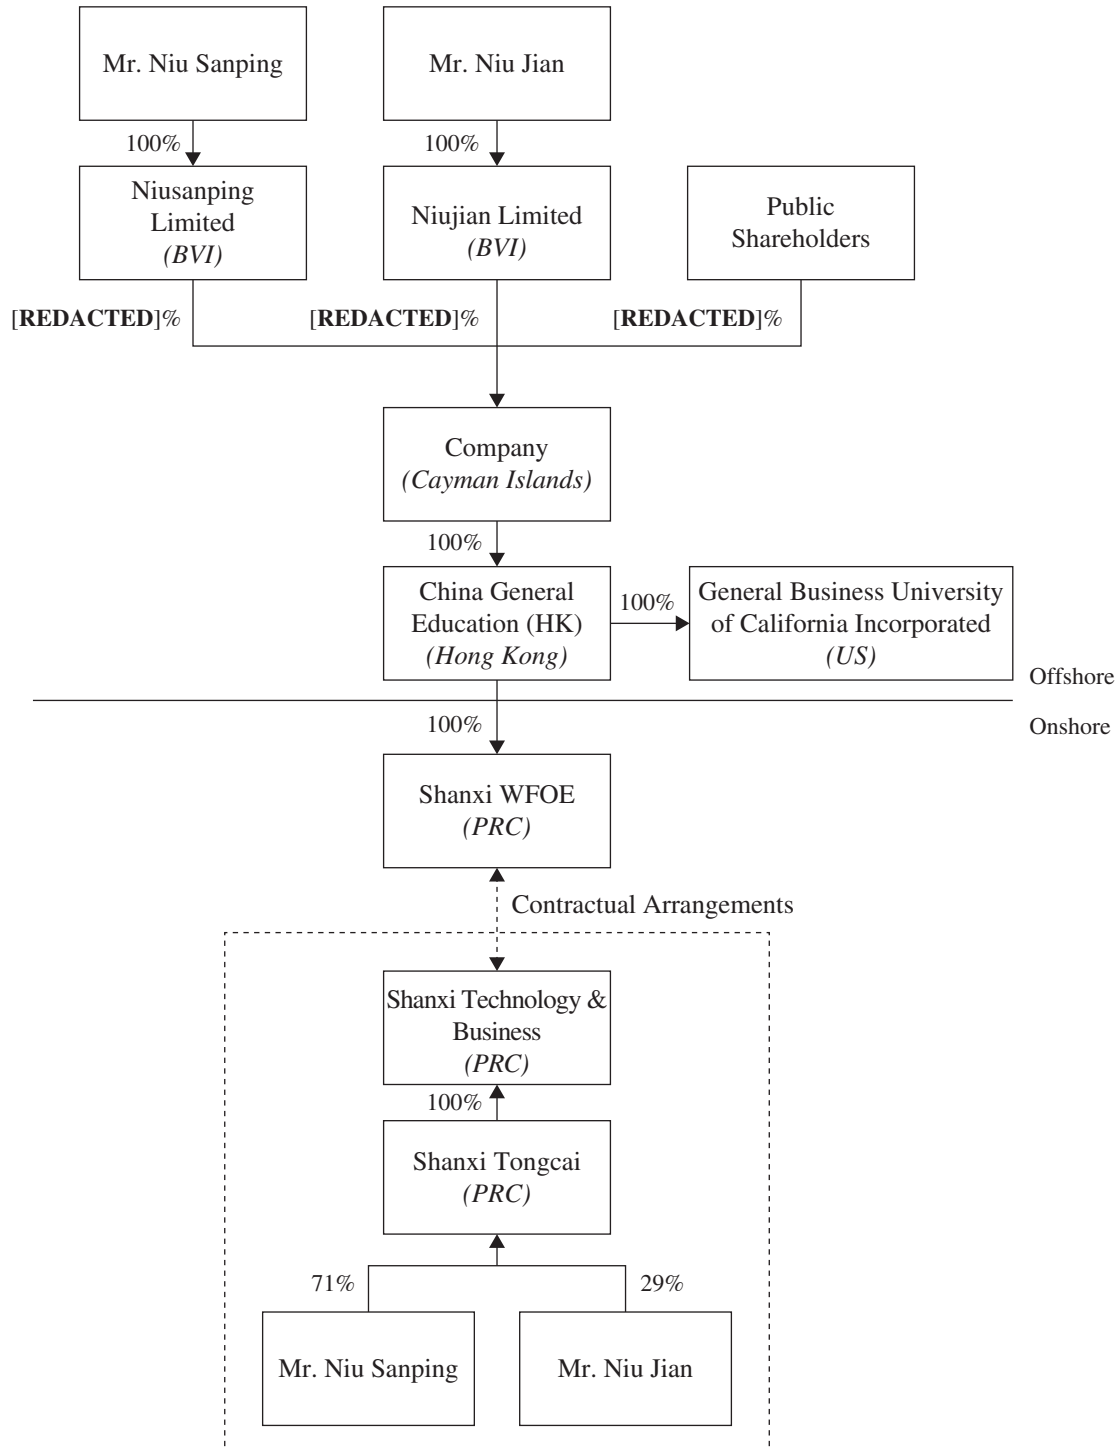 Mr. Niu Sanping
Mr. Niu Jian
100%
100%
Niusanping
Limited
(BVI)
Niujian Limited
(BVI)
Public
Shareholders
[REDACTED]%
[REDACTED]%
[REDACTED]%
Company
(Cayman Islands)
100%
China General
Education (HK)
(Hong Kong)
100%
General Business University
of California Incorporated
(US)
Offshore
100%
Onshore
Shanxi WFOE
(PRC)
Contractual Arrangements
Shanxi Technology &
Business
(PRC)
100%
Shanxi Tongcai
(PRC)
71%
29%
Mr. Niu Sanping
Mr. Niu Jian